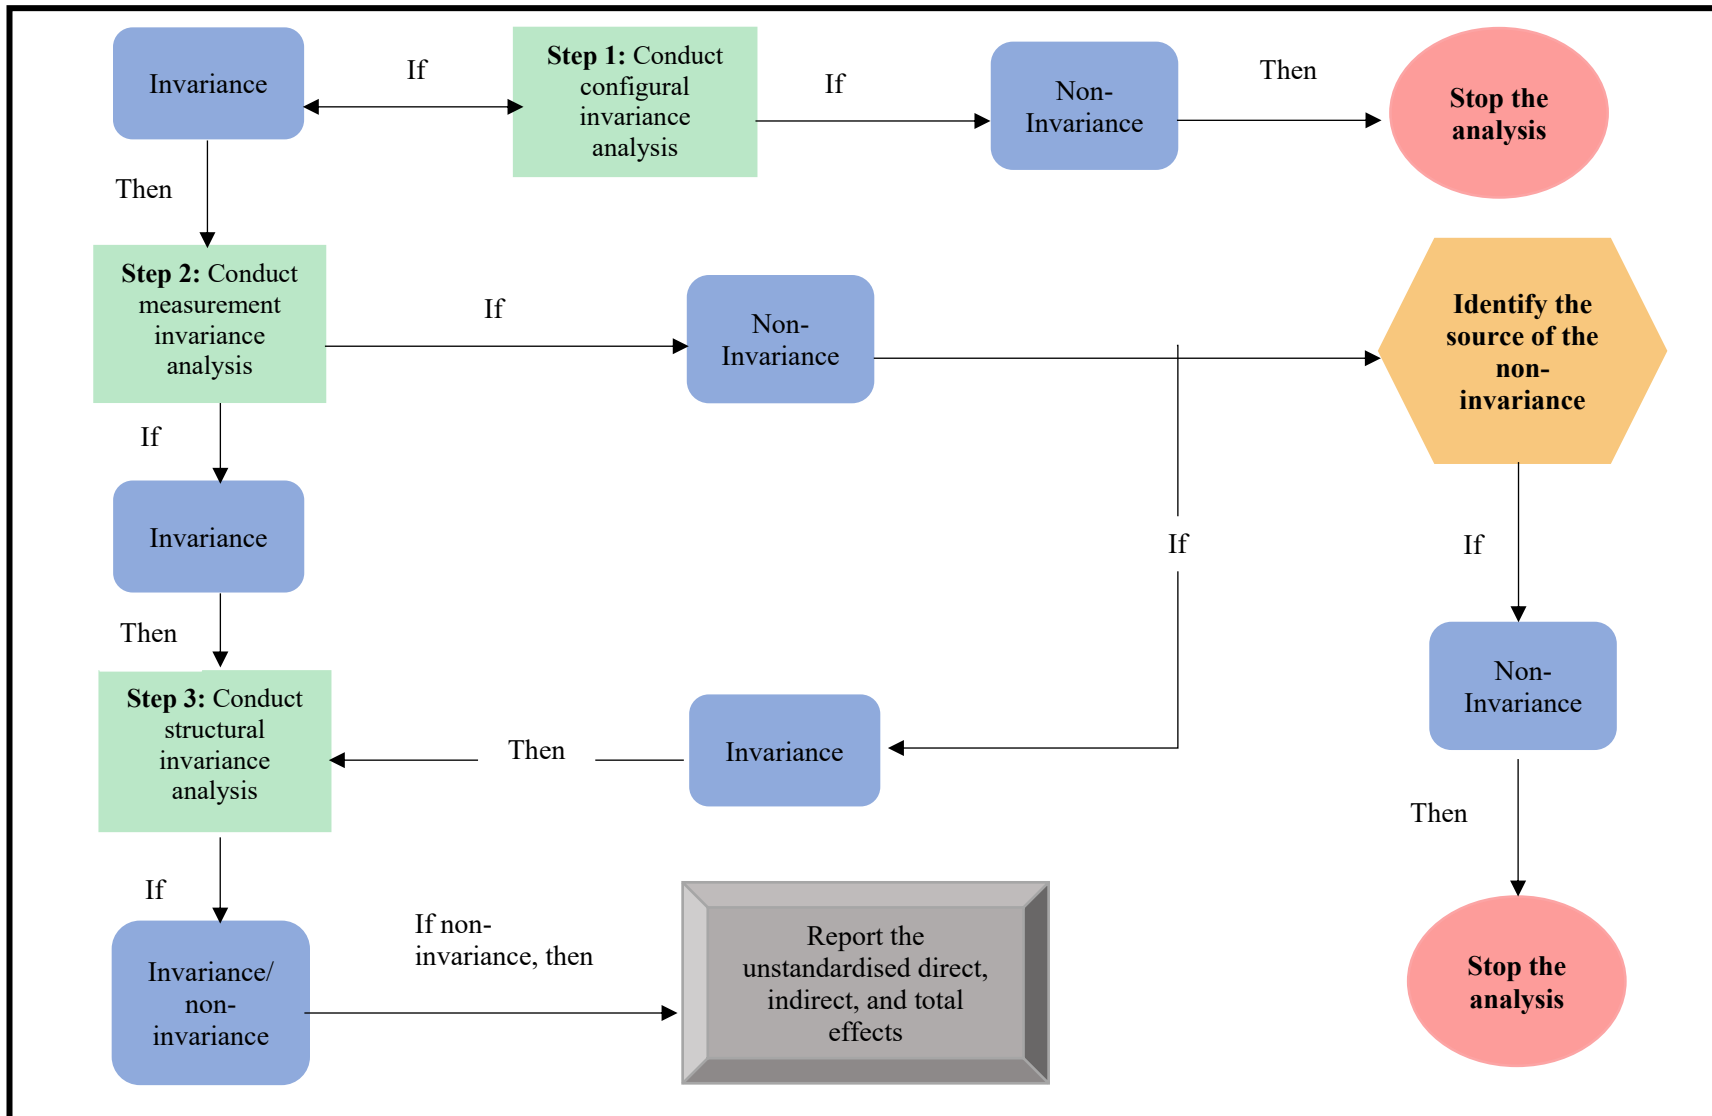 Invariance
If
Step 1: Conduct
configural
invariance
analysis
If
Non-
Invariance
Then
Stop the
analysis
Then
Step 2: Conduct
measurement
invariance
analysis
If
Non-
Invariance
Identify the
source of the
non-
invariance
If
Invariance
If
If
Then
Non-
Invariance
Step 3: Conduct
structural
invariance
analysis
Then
Invariance
Then
If
If non-
invariance, then
Invariance/
non-
invariance
Report the
unstandardised direct,
indirect, and total
effects
Stop the
analysis